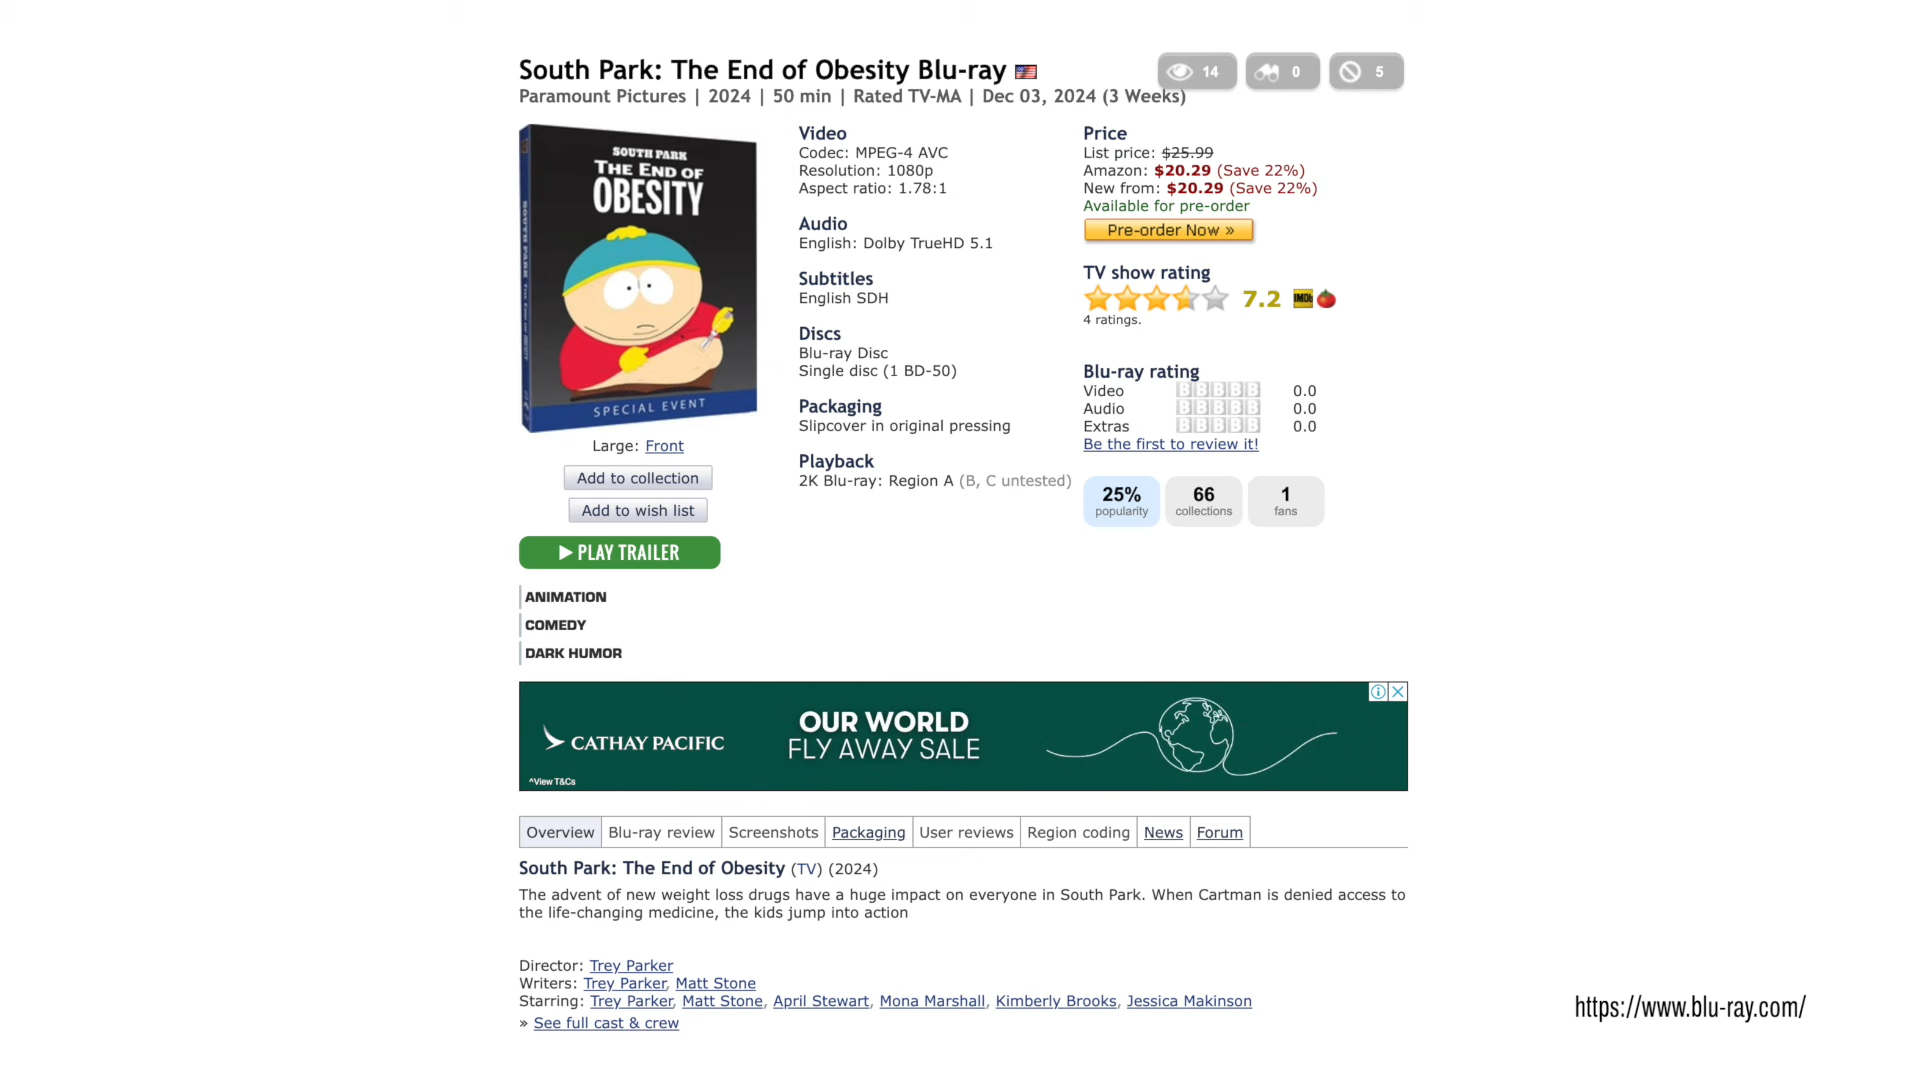 South Park: The End of Obesity Blu-ray
14
0
5
Paramount Pictures | 2024 | 50 min | Rated TV-MA | Dec 03, 2024 (3 Weeks)
SOUTH PARK
THE END OF
OBESITY
SOUTH PARK THE END OF OBESITY
SPECIAL EVENT
Large: Front
Add to collection
Add to wish list
PLAY TRAILER
ANIMATION
COMEDY
DARK HUMOR
Video
Codec: MPEG-4 AVC
Resolution: 1080p
Aspect ratio: 1.78:1
Audio
English: Dolby TrueHD 5.1
Subtitles
English SDH
Discs
Blu-ray Disc
Single disc (1 BD-50)
Packaging
Slipcover in original pressing
Playback
2K Blu-ray: Region A (B, C untested)
Price
List price: $25.99
Amazon: $20.29 (Save 22%)
New from: $20.29 (Save 22%)
Available for pre-order
Pre-order Now »
TV show rating
7.2 IMDb
4 ratings.
Blu-ray rating
Video BBBBB 0.0
Audio BBBBB 0.0
Extras BBBBB 0.0
Be the first to review it!
25%
popularity
66
collections
1
fans
CATHAY PACIFIC
^View T&Cs
OUR WORLD
FLY AWAY SALE
Overview Blu-ray review Screenshots Packaging User reviews Region coding News Forum
South Park: The End of Obesity (TV) (2024)
The advent of new weight loss drugs have a huge impact on everyone in South Park. When Cartman is denied access to
the life-changing medicine, the kids jump into action
Director: Trey Parker
Writers: Trey Parker, Matt Stone
Starring: Trey Parker, Matt Stone, April Stewart, Mona Marshall, Kimberly Brooks, Jessica Makinson
» See full cast & crew
https://www.blu-ray.com/